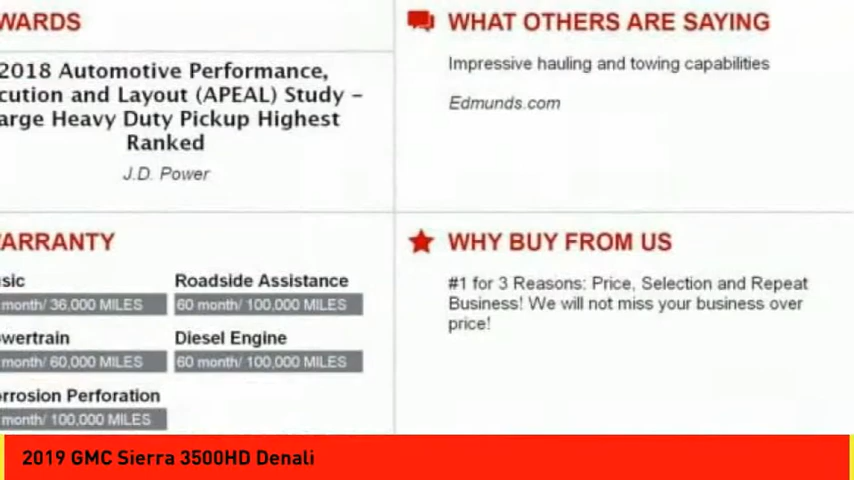 WARDS
2018 Automotive Performance,
cution and Layout (APEAL) Study –
arge Heavy Duty Pickup Highest
Ranked
J.D. Power
WHAT OTHERS ARE SAYING
Impressive hauling and towing capabilities
Edmunds.com
ARRANTY
sic
month/ 36,000 MILES
Roadside Assistance
60 month/ 100,000 MILES
wertrain
month/ 60,000 MILES
Diesel Engine
60 month/ 100,000 MILES
rrosion Perforation
month/ 100,000 MILES
WHY BUY FROM US
#1 for 3 Reasons: Price, Selection and Repeat
Business! We will not miss your business over
price!
2019 GMC Sierra 3500HD Denali